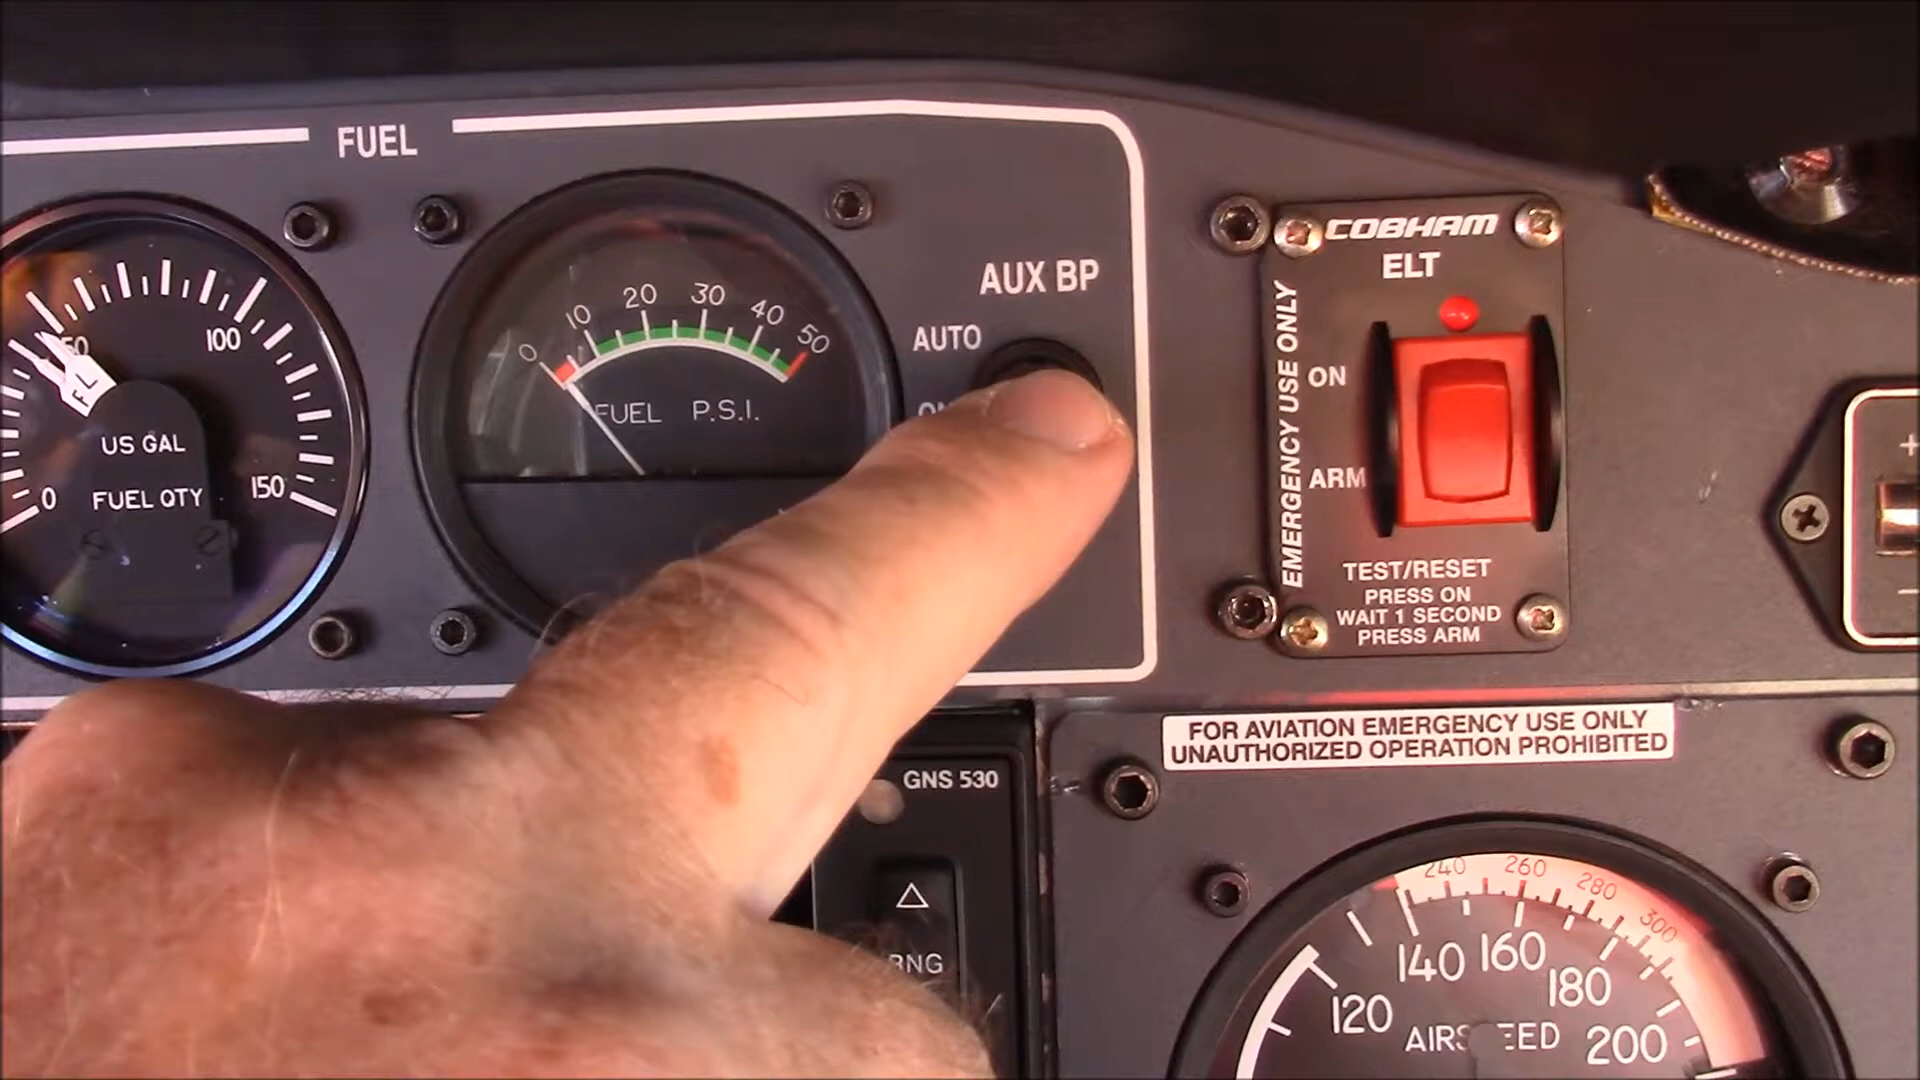 FUEL
50
100
0
150
US GAL
FUEL QTY
FL
0
10
20
30
40
50
FUEL P.S.I.
AUX BP
AUTO
COBHAM
ELT
EMERGENCY USE ONLY
ON
ARM
TEST/RESET
PRESS ON
WAIT 1 SECOND
PRESS ARM
+
−
FOR AVIATION EMERGENCY USE ONLY
UNAUTHORIZED OPERATION PROHIBITED
GNS 530
240
260
280
300
120
140
160
180
200